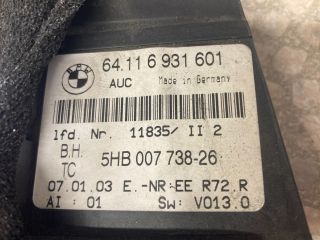 BMW
64.11 6 931 601
AUC Made in Germany
lfd. Nr. 11835/ II 2
B.H. 5HB 007 738-26
TC
07.01.03 E.-NR:EE R72.R
AI : 01 SW: V013.0